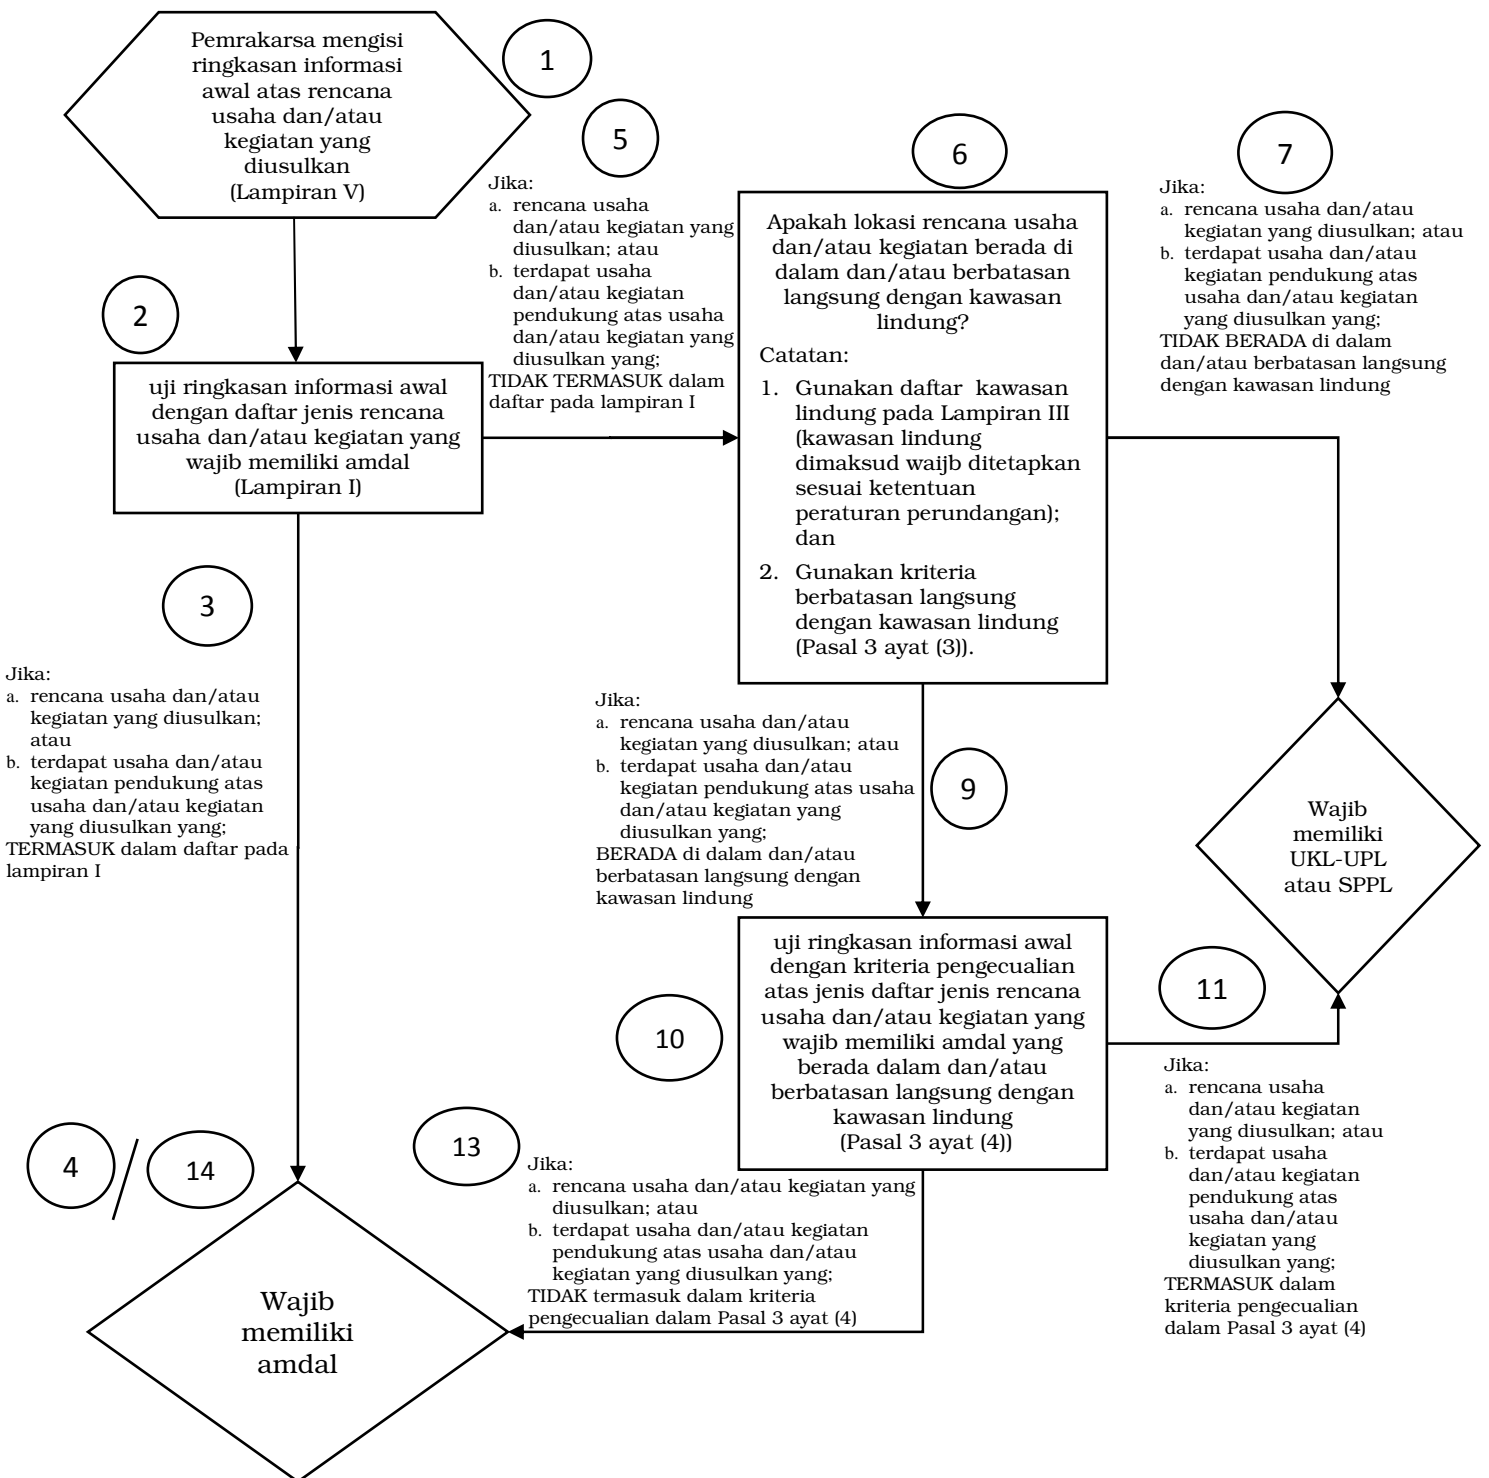 Pemrakarsa mengisi
ringkasan informasi
awal atas rencana
usaha dan/atau
kegiatan yang
diusulkan
(Lampiran V)
1
2
uji ringkasan informasi awal
dengan daftar jenis rencana
usaha dan/atau kegiatan yang
wajib memiliki amdal
(Lampiran I)
5
Jika:
a. rencana usaha
dan/atau kegiatan yang
diusulkan; atau
b. terdapat usaha
dan/atau kegiatan
pendukung atas usaha
dan/atau kegiatan yang
diusulkan yang;
TIDAK TERMASUK dalam
daftar pada lampiran I
6
Apakah lokasi rencana usaha
dan/atau kegiatan berada di
dalam dan/atau berbatasan
langsung dengan kawasan
lindung?
Catatan:
1. Gunakan daftar kawasan
lindung pada Lampiran III
(kawasan lindung
dimaksud waijb ditetapkan
sesuai ketentuan
peraturan perundangan);
dan
2. Gunakan kriteria
berbatasan langsung
dengan kawasan lindung
(Pasal 3 ayat (3)).
7
Jika:
a. rencana usaha dan/atau
kegiatan yang diusulkan; atau
b. terdapat usaha dan/atau
kegiatan pendukung atas
usaha dan/atau kegiatan
yang diusulkan yang;
TIDAK BERADA di dalam
dan/atau berbatasan langsung
dengan kawasan lindung
3
Jika:
a. rencana usaha dan/atau
kegiatan yang diusulkan;
atau
b. terdapat usaha dan/atau
kegiatan pendukung atas
usaha dan/atau kegiatan
yang diusulkan yang;
TERMASUK dalam daftar pada
lampiran I
Jika:
a. rencana usaha dan/atau
kegiatan yang diusulkan; atau
b. terdapat usaha dan/atau
kegiatan pendukung atas usaha
dan/atau kegiatan yang
diusulkan yang;
BERADA di dalam dan/atau
berbatasan langsung dengan
kawasan lindung
9
Wajib
memiliki
UKL-UPL
atau SPPL
10
uji ringkasan informasi awal
dengan kriteria pengecualian
atas jenis daftar jenis rencana
usaha dan/atau kegiatan yang
wajib memiliki amdal yang
berada dalam dan/atau
berbatasan langsung dengan
kawasan lindung
(Pasal 3 ayat (4))
11
Jika:
a. rencana usaha
dan/atau kegiatan
yang diusulkan; atau
b. terdapat usaha
dan/atau kegiatan
pendukung atas
usaha dan/atau
kegiatan yang
diusulkan yang;
TERMASUK dalam
kriteria pengecualian
dalam Pasal 3 ayat (4)
13
Jika:
a. rencana usaha dan/atau kegiatan yang
diusulkan; atau
b. terdapat usaha dan/atau kegiatan
pendukung atas usaha dan/atau
kegiatan yang diusulkan yang;
TIDAK termasuk dalam kriteria
pengecualian dalam Pasal 3 ayat (4)
4 / 14
Wajib
memiliki
amdal